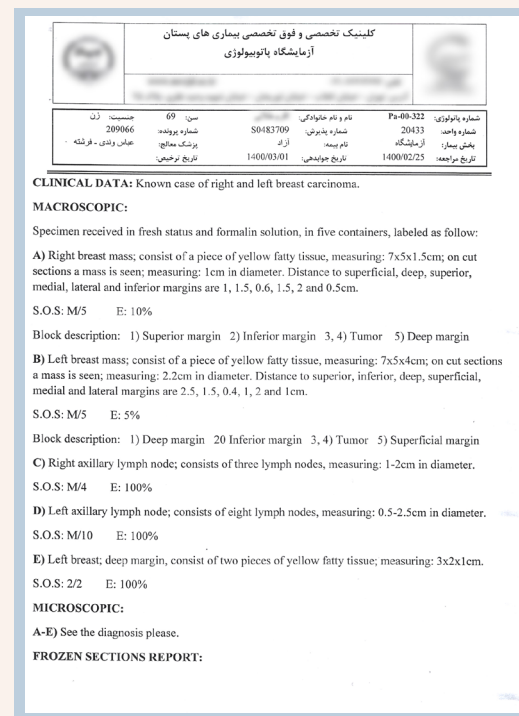 کلینیک تخصصی و فوق تخصصی بیماری های پستان
آزمایشگاه پاتوبیولوژی
شماره پاتولوژی: Pa-00-322 نام و نام خانوادگی: سن: 69 جنسیت: زن
شماره واحد: 20433 شماره پذیرش: S0483709 شماره پرونده: 209066
بخش بیمار: آزمایشگاه نام بیمه: آزاد پزشک معالج: عباس وندی - فرشته
تاریخ مراجعه: 1400/02/25 تاریخ جوابدهی: 1400/03/01 تاریخ ترخیص:
CLINICAL DATA: Known case of right and left breast carcinoma.
MACROSCOPIC:
Specimen received in fresh status and formalin solution, in five containers, labeled as follow:
A) Right breast mass; consist of a piece of yellow fatty tissue, measuring: 7x5x1.5cm; on cut
sections a mass is seen; measuring: 1cm in diameter. Distance to superficial, deep, superior,
medial, lateral and inferior margins are 1, 1.5, 0.6, 1.5, 2 and 0.5cm.
S.O.S: M/5 E: 10%
Block description: 1) Superior margin 2) Inferior margin 3, 4) Tumor 5) Deep margin
B) Left breast mass; consist of a piece of yellow fatty tissue, measuring: 7x5x4cm; on cut sections
a mass is seen; measuring: 2.2cm in diameter. Distance to superior, inferior, deep, superficial,
medial and lateral margins are 2.5, 1.5, 0.4, 1, 2 and 1cm.
S.O.S: M/5 E: 5%
Block description: 1) Deep margin 20 Inferior margin 3, 4) Tumor 5) Superficial margin
C) Right axillary lymph node; consists of three lymph nodes, measuring: 1-2cm in diameter.
S.O.S: M/4 E: 100%
D) Left axillary lymph node; consists of eight lymph nodes, measuring: 0.5-2.5cm in diameter.
S.O.S: M/10 E: 100%
E) Left breast; deep margin, consist of two pieces of yellow fatty tissue; measuring: 3x2x1cm.
S.O.S: 2/2 E: 100%
MICROSCOPIC:
A-E) See the diagnosis please.
FROZEN SECTIONS REPORT: